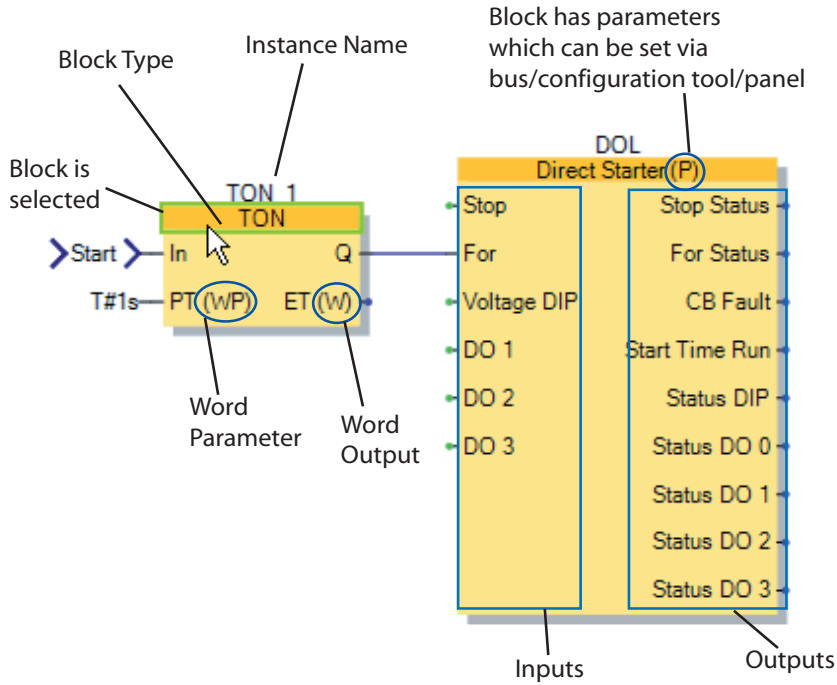 Block has parameters
which can be set via
bus/configuration tool/panel
Instance Name
Block Type
Block is
selected
TON 1
TON
Start
In
Q
T#1s
PT (WP)
ET (W)
Word
Parameter
Word
Output
DOL
Direct Starter (P)
Stop
Stop Status
For
For Status
Voltage DIP
CB Fault
DO 1
Start Time Run
DO 2
Status DIP
DO 3
Status DO 0
Status DO 1
Status DO 2
Status DO 3
Inputs
Outputs